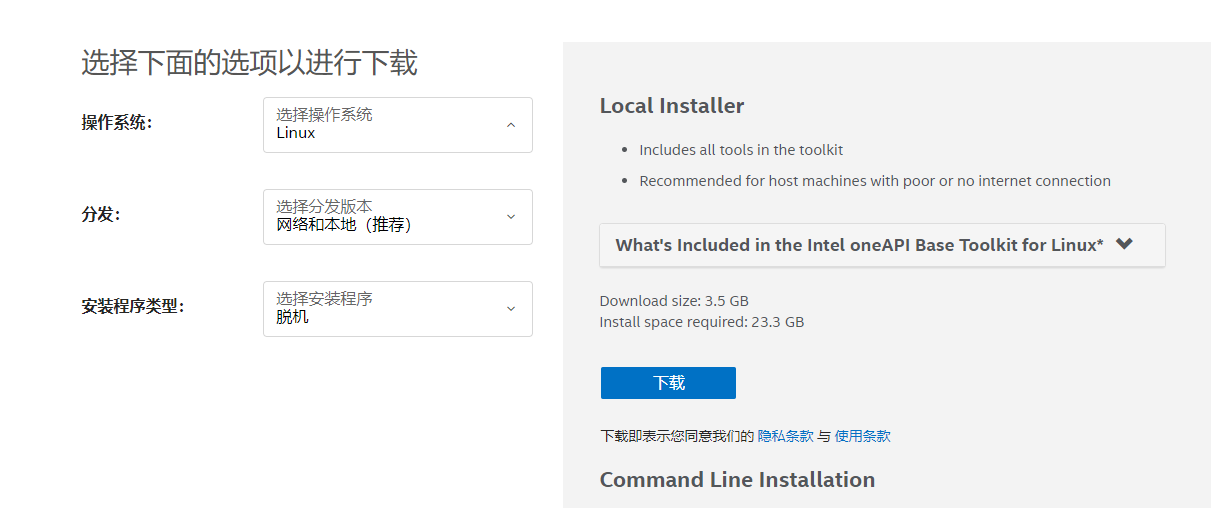 选择下面的选项以进行下载
操作系统：
选择操作系统
Linux
分发：
选择分发版本
网络和本地（推荐）
安装程序类型：
选择安装程序
脱机
Local Installer
Includes all tools in the toolkit
Recommended for host machines with poor or no internet connection
What's Included in the Intel oneAPI Base Toolkit for Linux*
Download size: 3.5 GB
Install space required: 23.3 GB
下载
下载即表示您同意我们的 隐私条款 与 使用条款
Command Line Installation